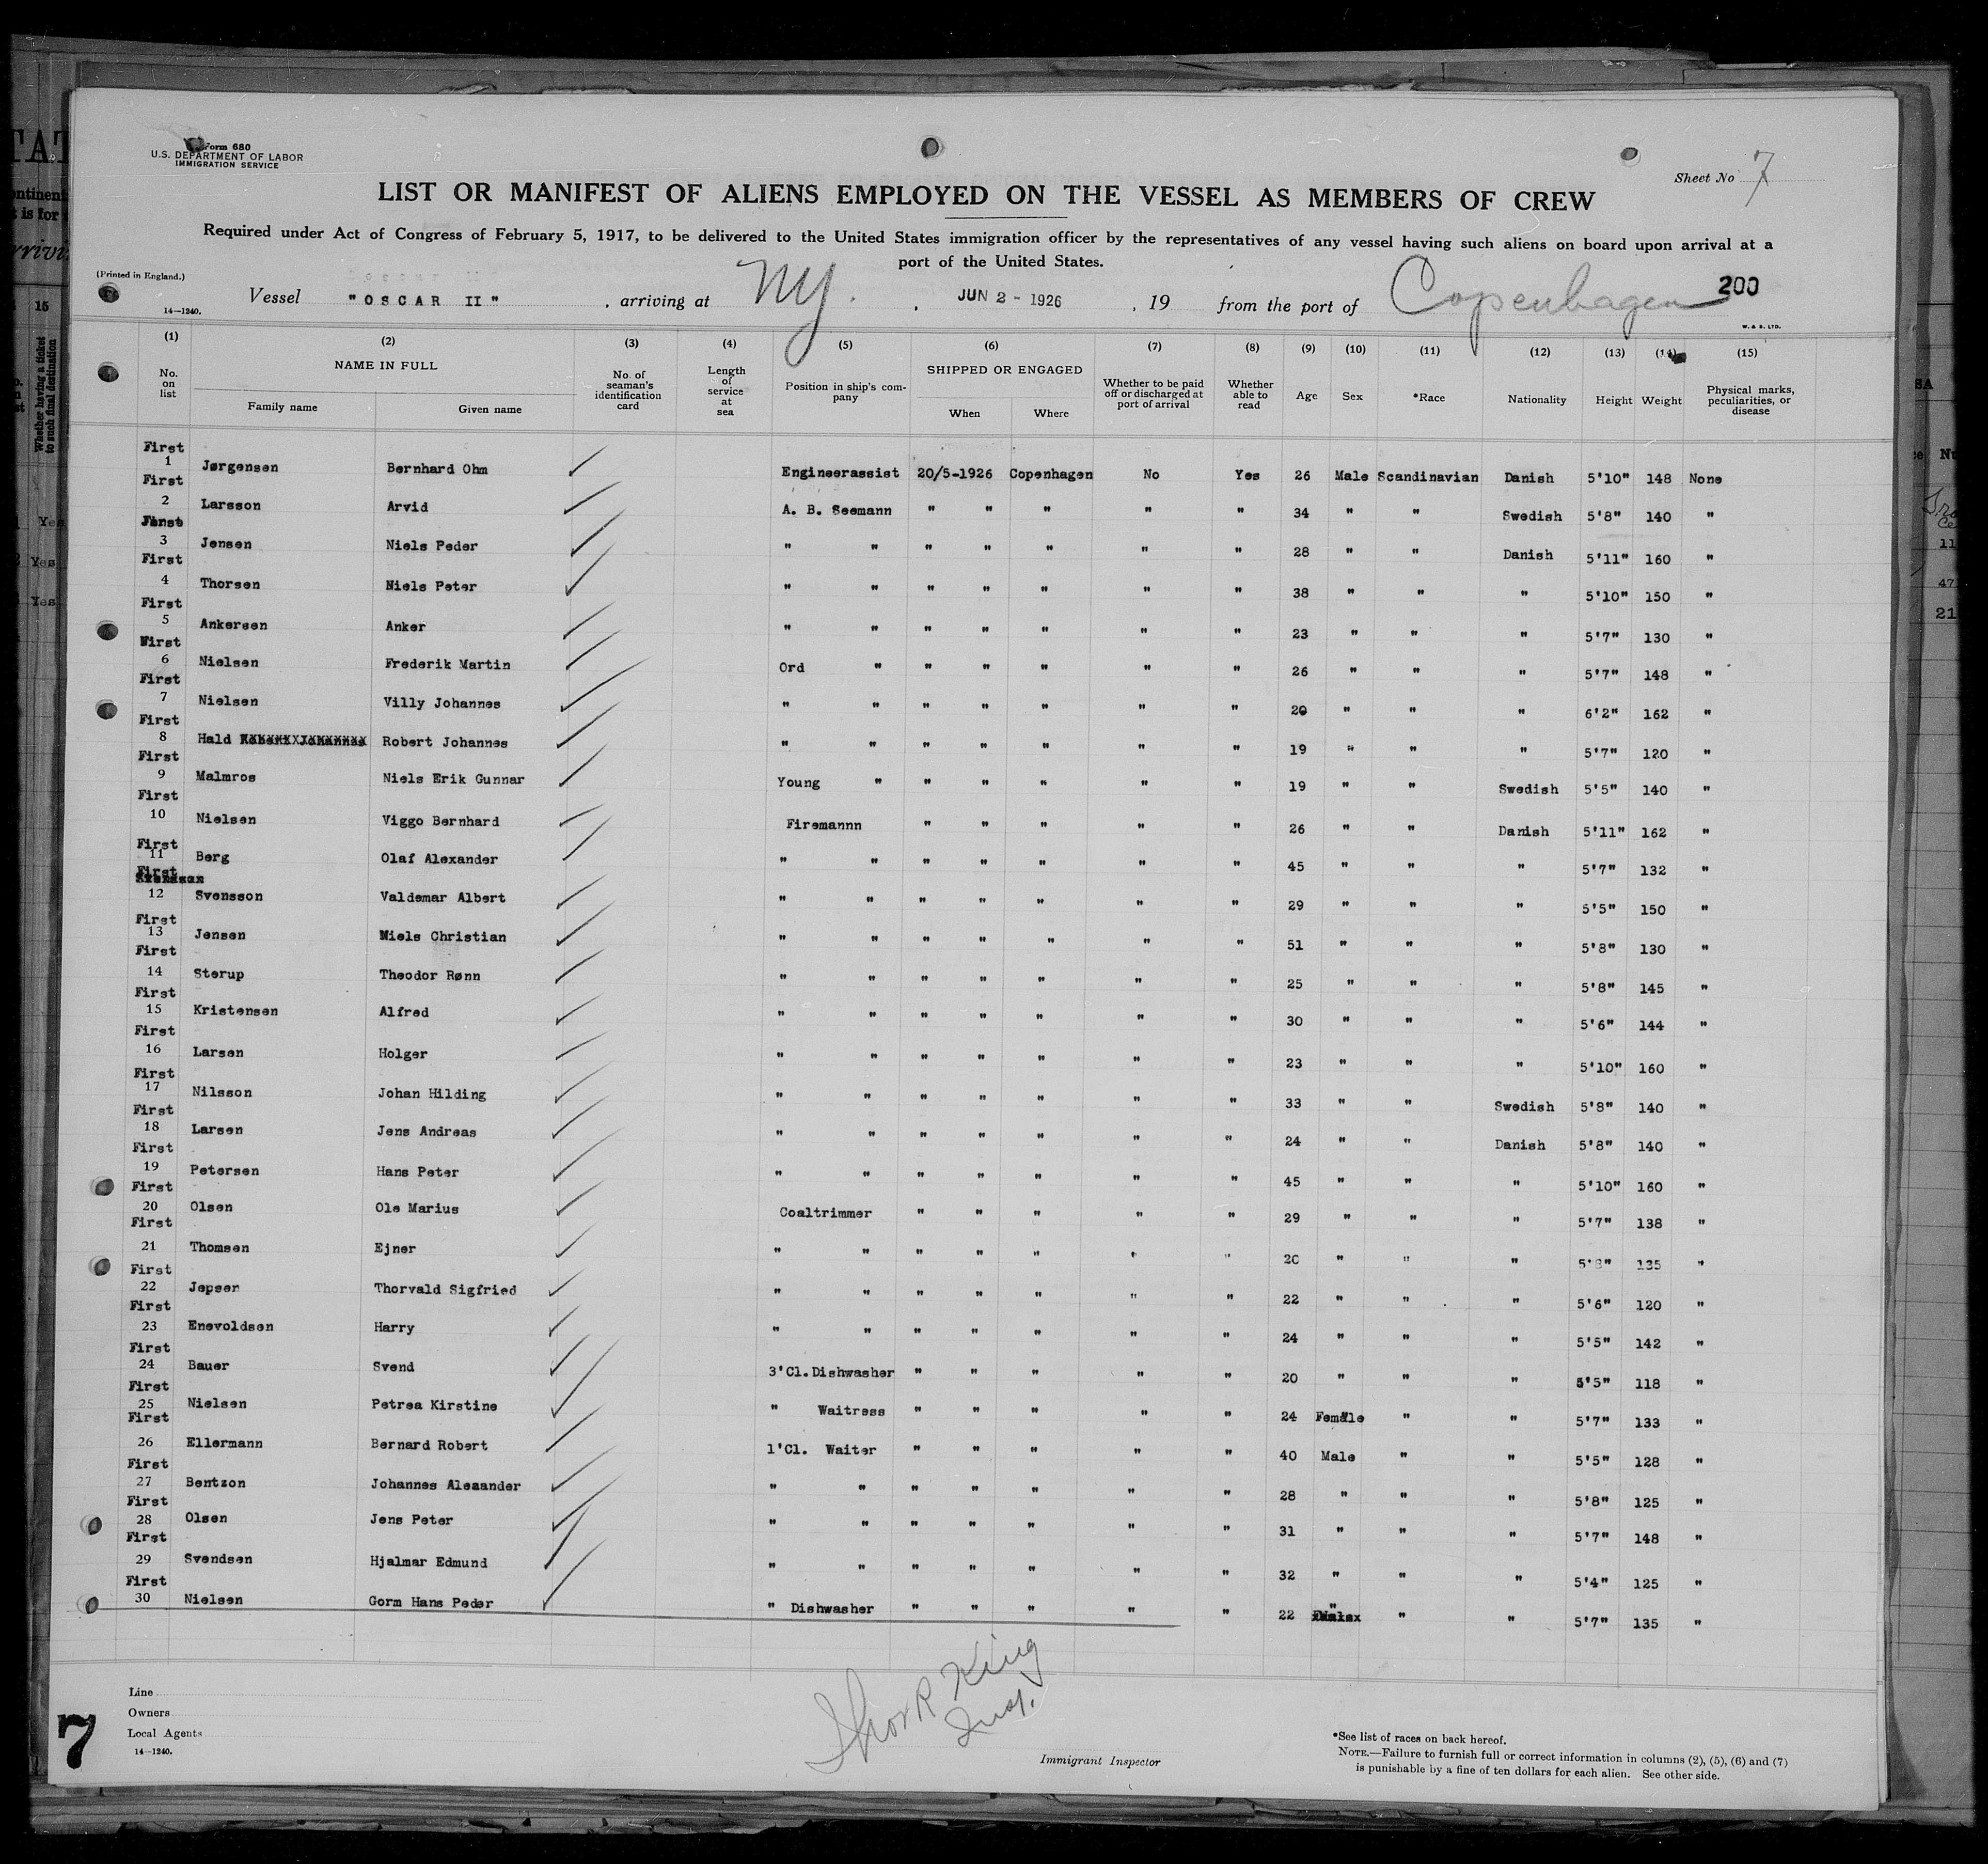 Form 680
U.S. DEPARTMENT OF LABOR
IMMIGRATION SERVICE
Sheet No 7
LIST OR MANIFEST OF ALIENS EMPLOYED ON THE VESSEL AS MEMBERS OF CREW
Required under Act of Congress of February 5, 1917, to be delivered to the United States immigration officer by the representatives of any vessel having such aliens on board upon arrival at a
port of the United States.
(Printed in England.)
Vessel "OSCAR II" , arriving at NY. , JUN 2 - 1926 , 19 from the port of Copenhagen 200
14—1240.
W. & S. LTD.
(1) (2) (3) (4) (5) (6) (7) (8) (9) (10) (11) (12) (13) (14) (15)
No. on list NAME IN FULL Family name Given name No. of seaman's identification card Length of service at sea Position in ship's company SHIPPED OR ENGAGED When Where Whether to be paid off or discharged at port of arrival Whether able to read Age Sex *Race Nationality Height Weight Physical marks, peculiarities, or disease
First
1 Jørgensen Bernhard Ohm Engineerassist 20/5-1926 Copenhagen No Yes 26 Male Scandinavian Danish 5'10" 148 None
First
2 Larsson Arvid A. B. Seemann " " " " " 34 " " Swedish 5'8" 140 "
First
3 Jensen Niels Peder " " " " " " " 28 " " Danish 5'11" 160 "
First
4 Thorsen Niels Peter " " " " " " " 38 " " " 5'10" 150 "
First
5 Ankersen Anker " " " " " " " 23 " " " 5'7" 130 "
First
6 Nielsen Frederik Martin Ord " " " " " " 26 " " " 5'7" 148 "
First
7 Nielsen Villy Johannes " " " " " " " 20 " " " 6'2" 162 "
First
8 Hald Robert Johannes " " " " " " " 19 " " " 5'7" 120 "
First
9 Malmros Niels Erik Gunnar Young " " " " " " 19 " " Swedish 5'5" 140 "
First
10 Nielsen Viggo Bernhard Firemannn " " " " " 26 " " Danish 5'11" 162 "
First
11 Berg Olaf Alexander " " " " " " " 45 " " " 5'7" 132 "
First
12 Svensson Valdemar Albert " " " " " " " 29 " " " 5'5" 150 "
First
13 Jensen Miels Christian " " " " " " " 51 " " " 5'8" 130 "
First
14 Sterup Theodor Rønn " " " " " " " 25 " " " 5'8" 145 "
First
15 Kristensen Alfred " " " " " " " 30 " " " 5'6" 144 "
First
16 Larsen Holger " " " " " " " 23 " " " 5'10" 160 "
First
17 Nilsson Johan Hilding " " " " " " " 33 " " Swedish 5'8" 140 "
First
18 Larsen Jens Andreas " " " " " " " 24 " " Danish 5'8" 140 "
First
19 Petersen Hans Peter " " " " " " " 45 " " " 5'10" 160 "
First
20 Olsen Ole Marius Coaltrimmer " " " " " 29 " " " 5'7" 138 "
First
21 Thomsen Ejner " " " " " " " 20 " " " 5'8" 135 "
First
22 Jepsen Thorvald Sigfried " " " " " " " 22 " " " 5'6" 120 "
First
23 Enevoldsen Harry " " " " " " " 24 " " " 5'5" 142 "
First
24 Bauer Svend 3'Cl.Dishwasher " " " " " 20 " " " 5'5" 118 "
First
25 Nielsen Petrea Kirstine " Waitress " " " " " 24 Female " " 5'7" 133 "
First
26 Ellermann Bernard Robert 1'Cl. Waiter " " " " " 40 Male " " 5'5" 128 "
First
27 Bentzon Johannes Alexander " " " " " " " 28 " " " 5'8" 125 "
First
28 Olsen Jens Peter " " " " " " " 31 " " " 5'7" 148 "
First
29 Svendsen Hjalmar Edmund " " " " " " " 32 " " " 5'4" 125 "
First
30 Nielsen Gorm Hans Peder " Dishwasher " " " " " 22 " " " 5'7" 135 "
Line
Owners
Local Agents
14—1240.
7
King
Insp.
Immigrant Inspector
*See list of races on back hereof.
NOTE.—Failure to furnish full or correct information in columns (2), (5), (6) and (7)
is punishable by a fine of ten dollars for each alien. See other side.